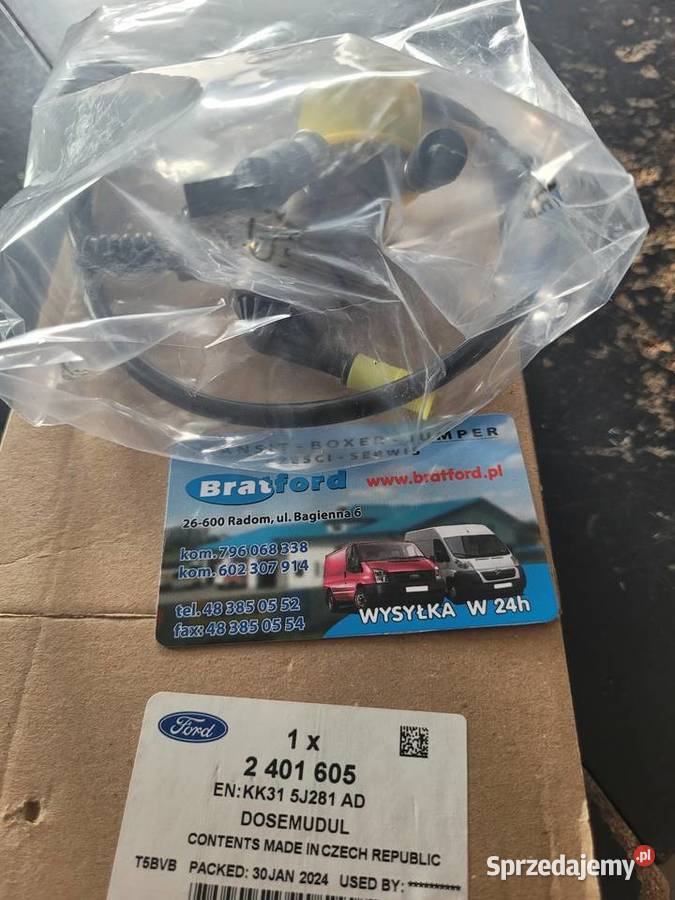 BOXER - JUMPER
Bratford
www.bratford.pl
26-600 Radom, ul. Bagienna 6
kom. 796 068 338
kom. 602 307 914
tel. 48 385 05 52
fax: 48 385 05 54
WYSYŁKA W 24h
Ford
1 x
2 401 605
EN: KK31 5J281 AD
DOSEMUDUL
CONTENTS MADE IN CZECH REPUBLIC
T5BVB PACKED: 30JAN 2024 USED BY: **********
Sprzedajemy.pl